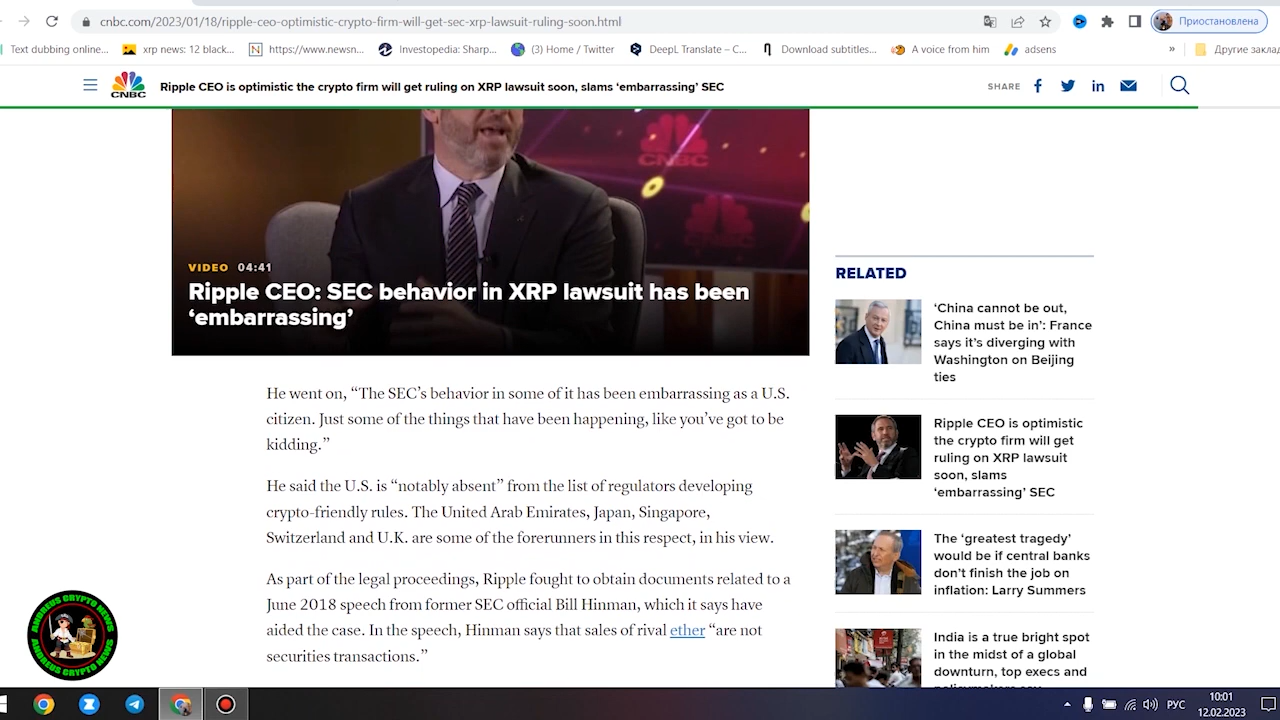 cnbc.com/2023/01/18/ripple-ceo-optimistic-crypto-firm-will-get-sec-xrp-lawsuit-ruling-soon.html
Приостановлена
Text dubbing online...
xrp news: 12 black...
https://www.newsn...
Investopedia: Sharp...
(3) Home / Twitter
DeepL Translate – C...
Download subtitles...
A voice from him
adsens
»
Другие заклад
CNBC
Ripple CEO is optimistic the crypto firm will get ruling on XRP lawsuit soon, slams ‘embarrassing’ SEC
SHARE
CNBC
VIDEO 04:41
Ripple CEO: SEC behavior in XRP lawsuit has been
‘embarrassing’
He went on, “The SEC’s behavior in some of it has been embarrassing as a U.S.
citizen. Just some of the things that have been happening, like you’ve got to be
kidding.”
He said the U.S. is “notably absent” from the list of regulators developing
crypto-friendly rules. The United Arab Emirates, Japan, Singapore,
Switzerland and U.K. are some of the forerunners in this respect, in his view.
As part of the legal proceedings, Ripple fought to obtain documents related to a
June 2018 speech from former SEC official Bill Hinman, which it says have
aided the case. In the speech, Hinman says that sales of rival ether “are not
securities transactions.”
RELATED
‘China cannot be out,
China must be in’: France
says it’s diverging with
Washington on Beijing
ties
Ripple CEO is optimistic
the crypto firm will get
ruling on XRP lawsuit
soon, slams
‘embarrassing’ SEC
The ‘greatest tragedy’
would be if central banks
don’t finish the job on
inflation: Larry Summers
India is a true bright spot
in the midst of a global
downturn, top execs and
ANDREUS CRYPTO NEWS
ANDREUS CRYPTO NEWS
РУС
10:01
12.02.2023